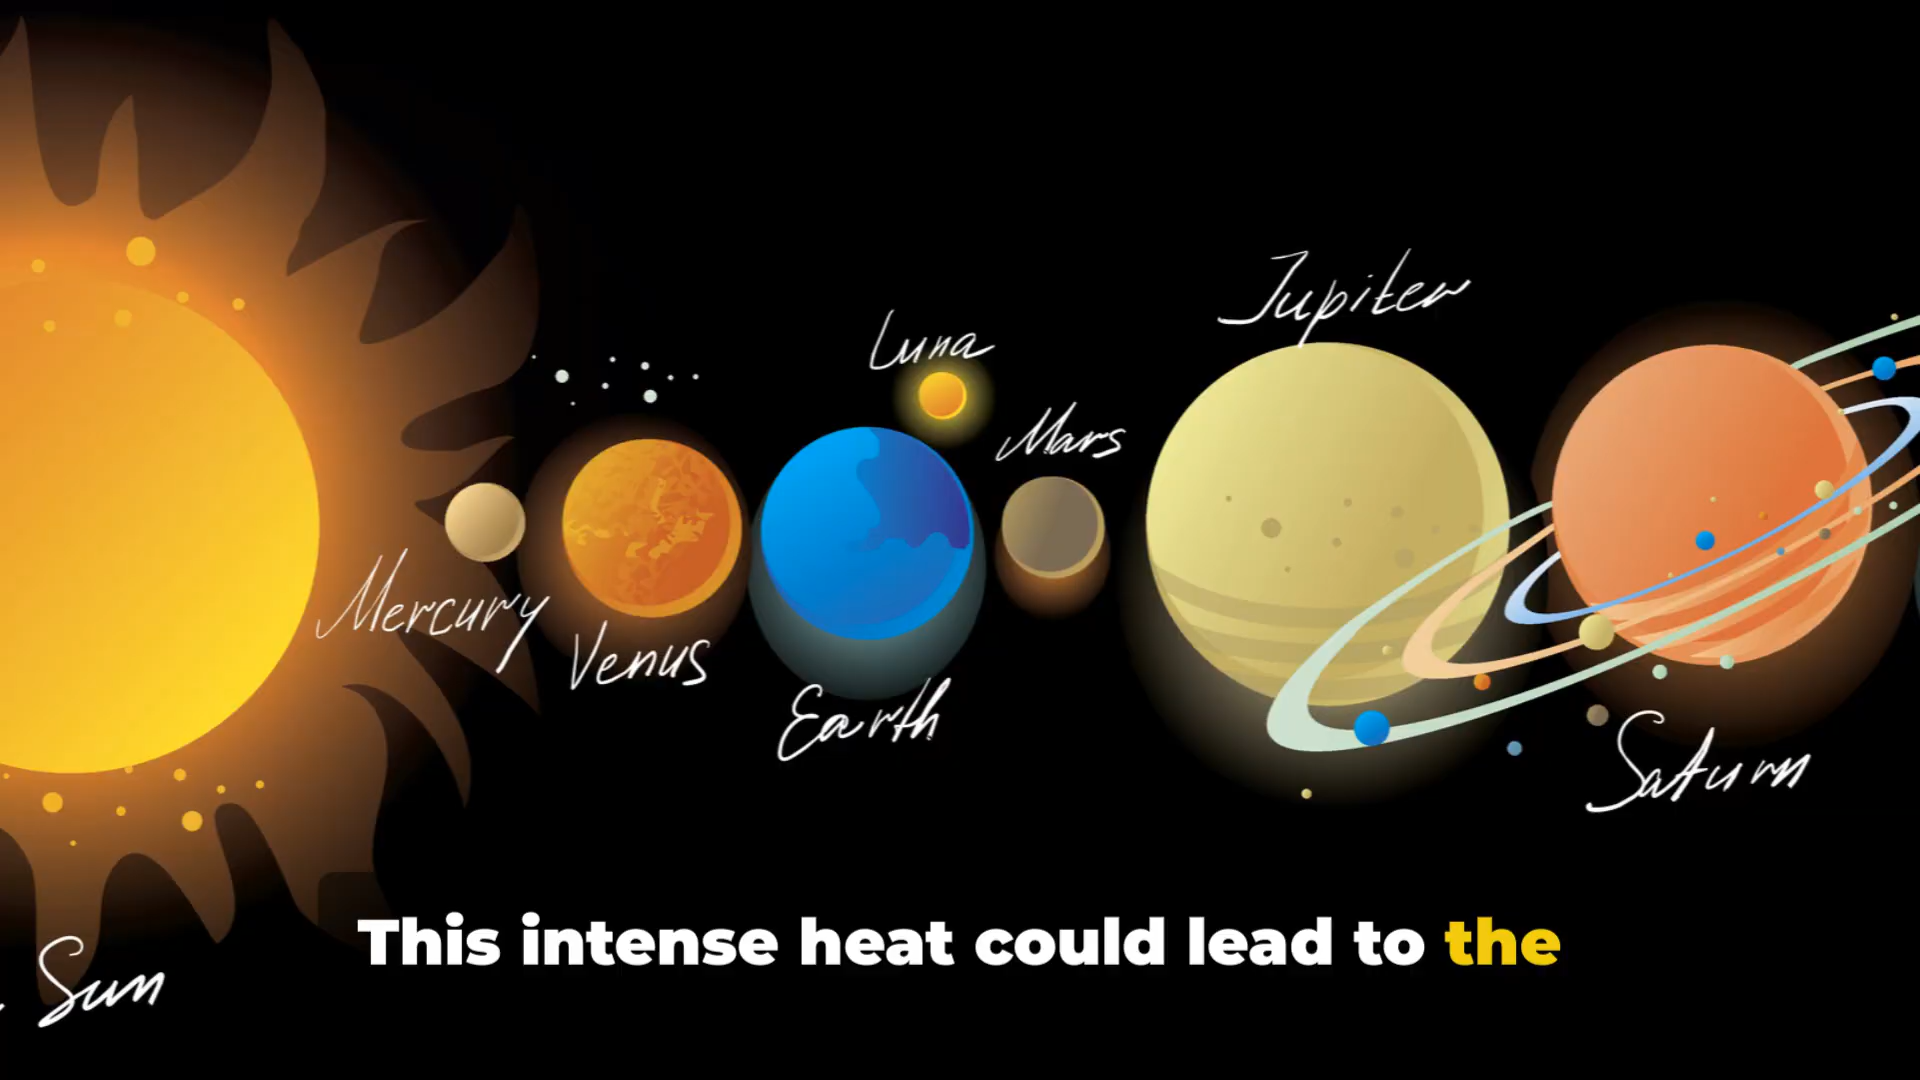 Jupiter
Luna
Mars
Mercury
Venus
Earth
Saturn
This intense heat could lead to the
Sun